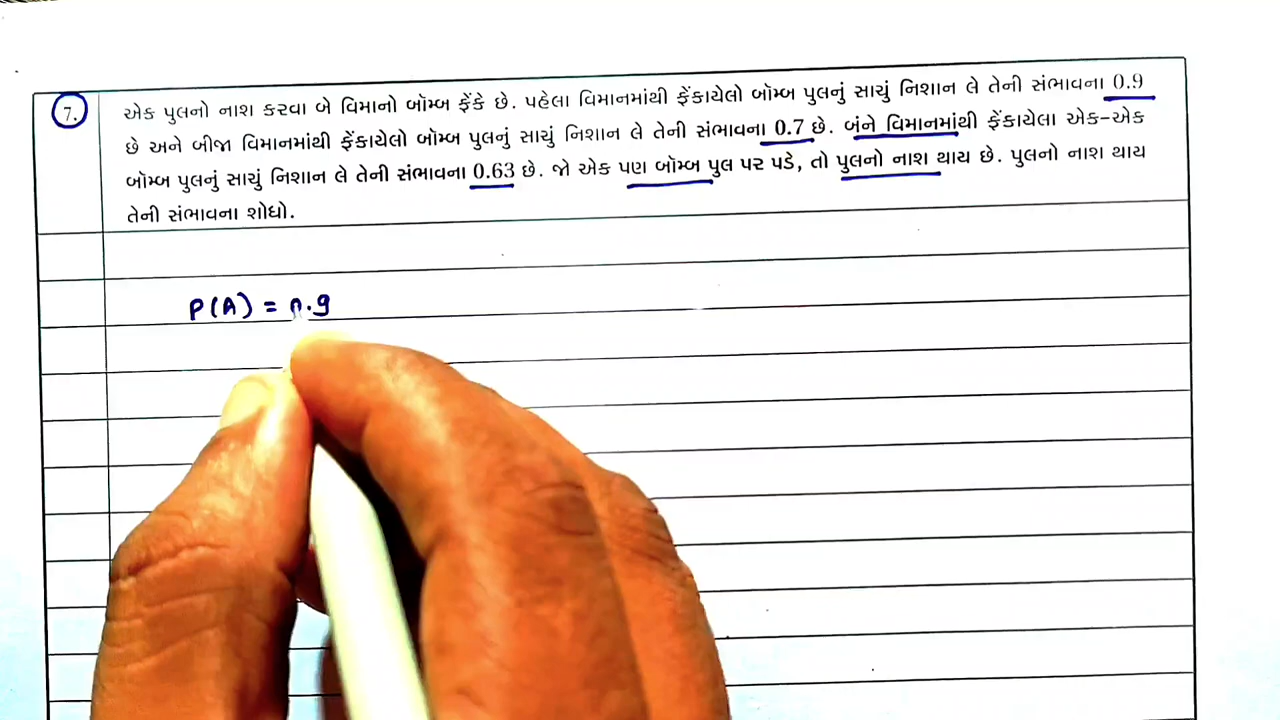 7. એક પુલનો નાશ કરવા બે વિમાનો બૉમ્બ ફેંકે છે. પહેલા વિમાનમાંથી ફેંકાયેલો બૉમ્બ પુલનું સાચું નિશાન લે તેની સંભાવના 0.9
છે અને બીજા વિમાનમાંથી ફેંકાયેલો બૉમ્બ પુલનું સાચું નિશાન લે તેની સંભાવના 0.7 છે. બંને વિમાનમાંથી ફેંકાયેલા એક-એક
બૉમ્બ પુલનું સાચું નિશાન લે તેની સંભાવના 0.63 છે. જો એક પણ બૉમ્બ પુલ પર પડે, તો પુલનો નાશ થાય છે. પુલનો નાશ થાય
તેની સંભાવના શોધો.
P(A) = 0.9